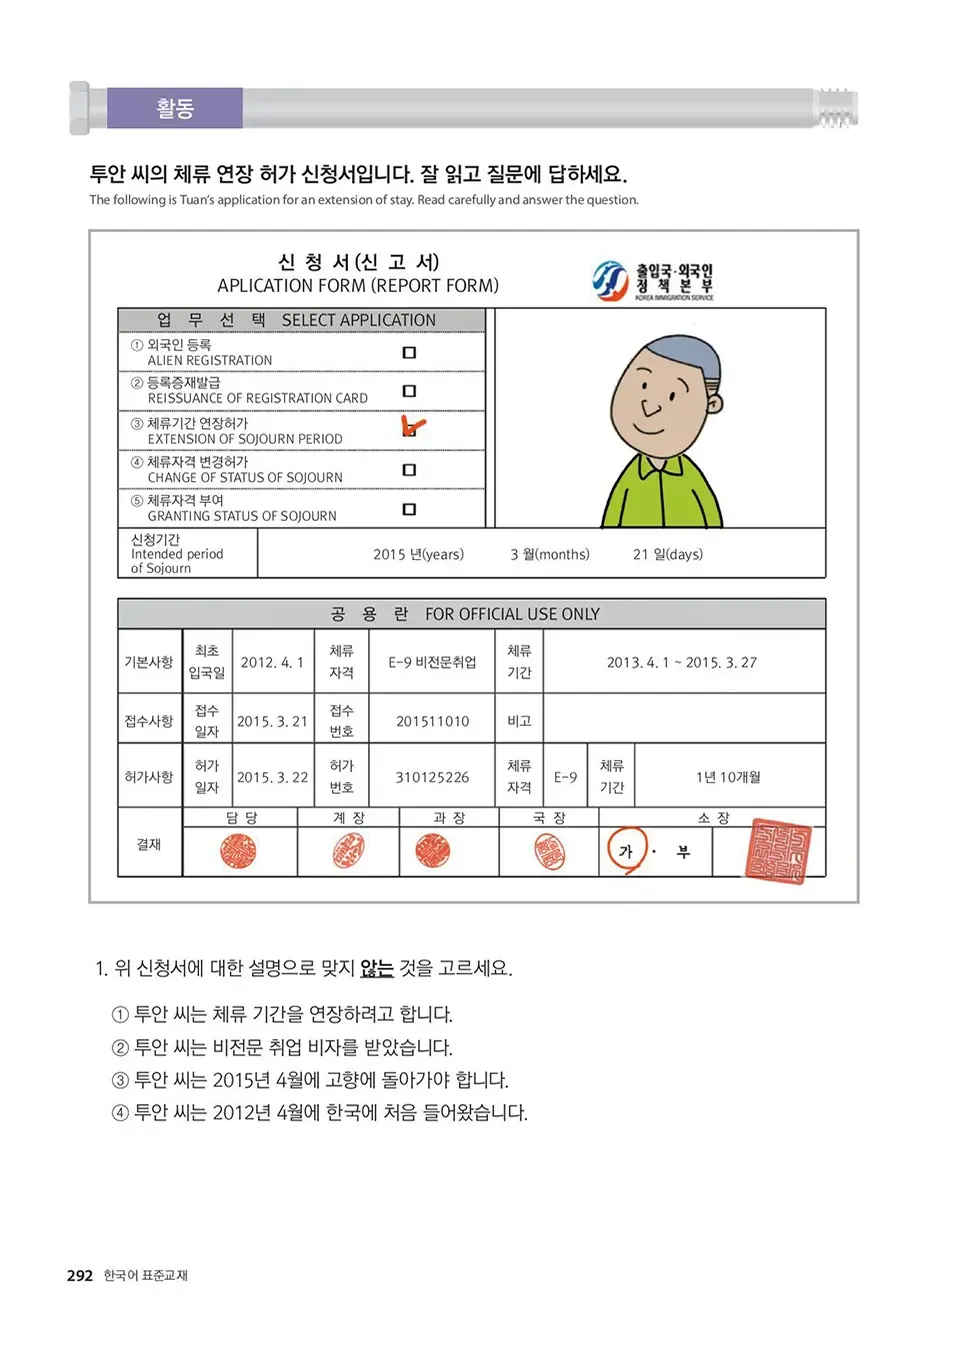 활동
투안 씨의 체류 연장 허가 신청서입니다. 잘 읽고 질문에 답하세요.
The following is Tuan's application for an extension of stay. Read carefully and answer the question.
신 청 서 (신 고 서)
APLICATION FORM (REPORT FORM)
출입국·외국인
정책본부
KOREA IMMIGRATION SERVICE
업 무 선 택 SELECT APPLICATION
① 외국인 등록
ALIEN REGISTRATION
② 등록증재발급
REISSUANCE OF REGISTRATION CARD
③ 체류기간 연장허가
EXTENSION OF SOJOURN PERIOD
④ 체류자격 변경허가
CHANGE OF STATUS OF SOJOURN
⑤ 체류자격 부여
GRANTING STATUS OF SOJOURN
신청기간
Intended period
of Sojourn
2015 년(years) 3 월(months) 21 일(days)
공 용 란 FOR OFFICIAL USE ONLY
기본사항 최초 입국일 2012. 4. 1 체류 자격 E-9 비전문취업 체류 기간 2013. 4. 1 ~ 2015. 3. 27
접수사항 접수 일자 2015. 3. 21 접수 번호 201511010 비고
허가사항 허가 일자 2015. 3. 22 허가 번호 310125226 체류 자격 E-9 체류 기간 1년 10개월
결재 담 당 계 장 과 장 국 장 소 장
가 · 부
1. 위 신청서에 대한 설명으로 맞지 않는 것을 고르세요.
① 투안 씨는 체류 기간을 연장하려고 합니다.
② 투안 씨는 비전문 취업 비자를 받았습니다.
③ 투안 씨는 2015년 4월에 고향에 돌아가야 합니다.
④ 투안 씨는 2012년 4월에 한국에 처음 들어왔습니다.
292 한국어 표준교재